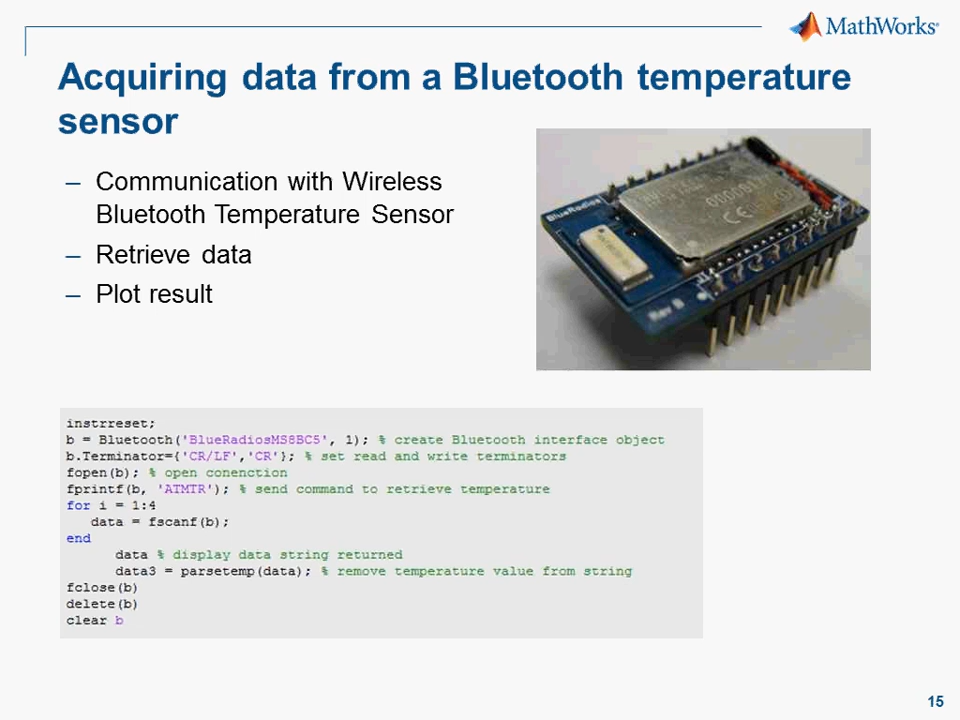 MathWorks®
Acquiring data from a Bluetooth temperature
sensor
– Communication with Wireless
Bluetooth Temperature Sensor
– Retrieve data
– Plot result
BlueRadios
Rev B
instrreset;
b = Bluetooth('BlueRadiosMS8BC5', 1); % create Bluetooth interface object
b.Terminator={'CR/LF','CR'}; % set read and write terminators
fopen(b); % open conenction
fprintf(b, 'ATMTR'); % send command to retrieve temperature
for i = 1:4
data = fscanf(b);
end
data % display data string returned
data3 = parsetemp(data); % remove temperature value from string
fclose(b)
delete(b)
clear b
15